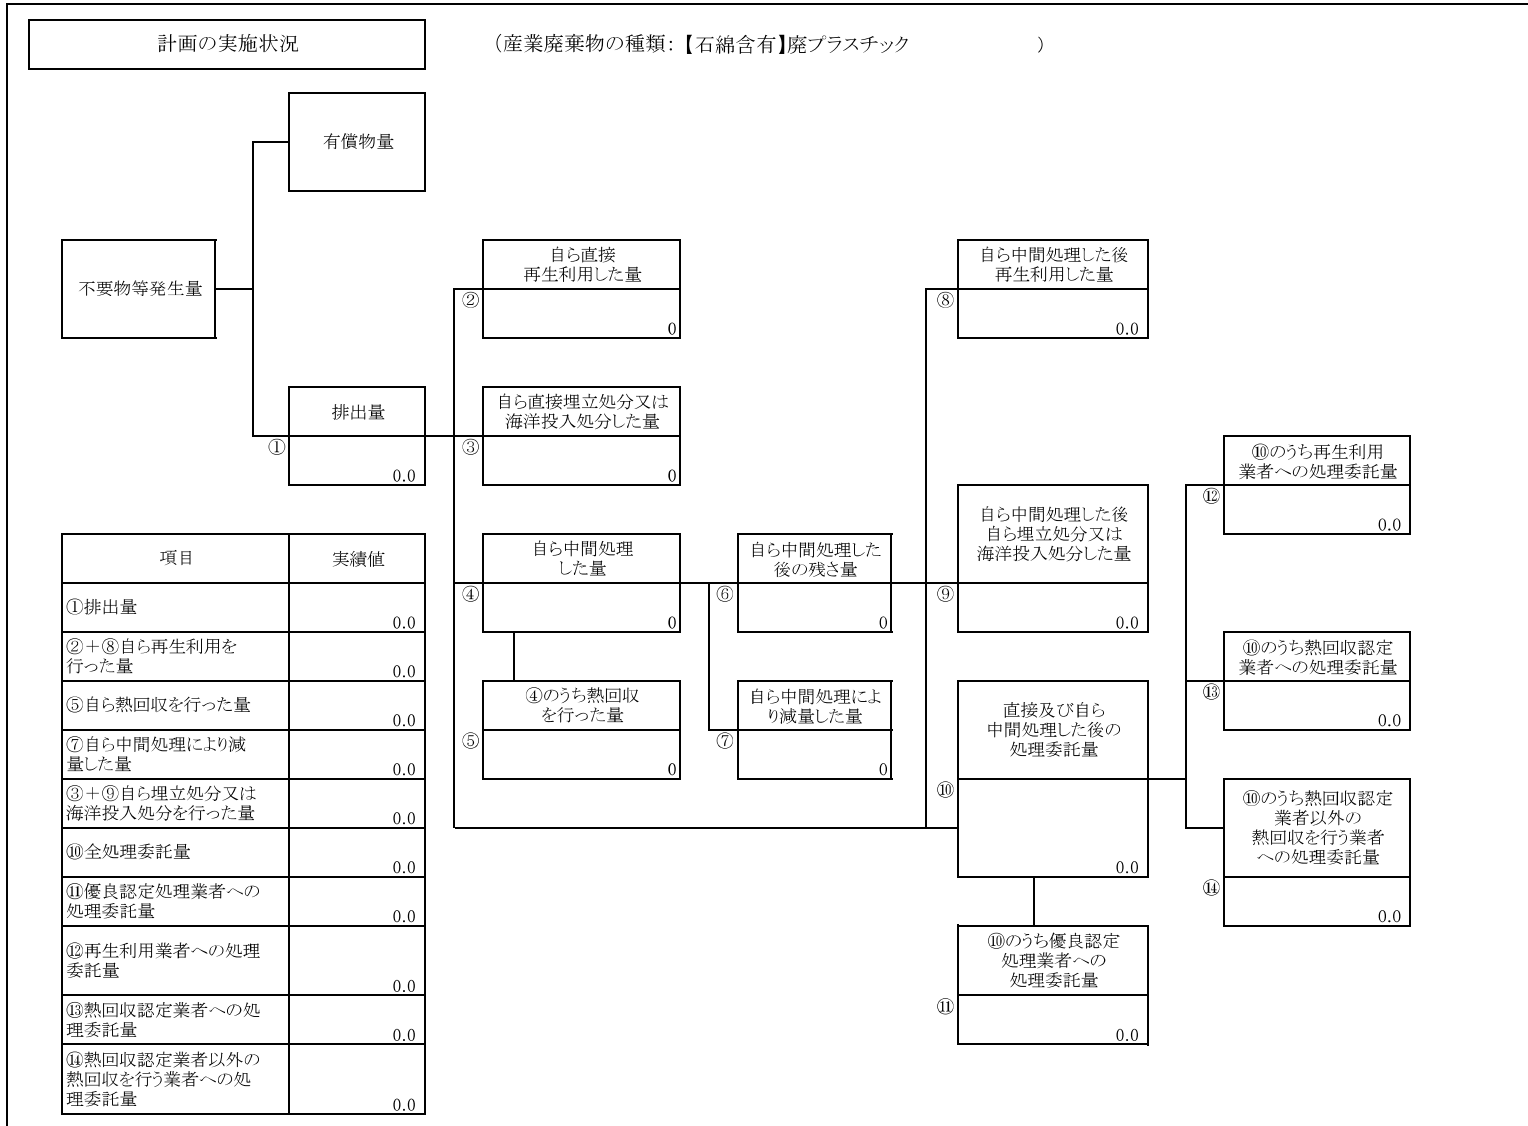 計画の実施状況
（産業廃棄物の種類：【石綿含有】廃プラスチック　　　　　　　）
有償物量
不要物等発生量
排出量
①
0.0
自ら直接
再生利用した量
②
0
自ら直接埋立処分又は
海洋投入処分した量
③
0
自ら中間処理
した量
④
0
④のうち熱回収
を行った量
⑤
0
自ら中間処理した
後の残さ量
⑥
0
自ら中間処理によ
り減量した量
⑦
0
自ら中間処理した後
再生利用した量
⑧
0.0
自ら中間処理した後
自ら埋立処分又は
海洋投入処分した量
⑨
0.0
直接及び自ら
中間処理した後の
処理委託量
⑩
0.0
⑩のうち優良認定
処理業者への
処理委託量
⑪
0.0
⑩のうち再生利用
業者への処理委託量
⑫
0.0
⑩のうち熱回収認定
業者への処理委託量
⑬
0.0
⑩のうち熱回収認定
業者以外の
熱回収を行う業者
への処理委託量
⑭
0.0
項目 実績値
①排出量
0.0
②＋⑧自ら再生利用を
行った量
0.0
⑤自ら熱回収を行った量
0.0
⑦自ら中間処理により減
量した量
0.0
③＋⑨自ら埋立処分又は
海洋投入処分を行った量
0.0
⑩全処理委託量
0.0
⑪優良認定処理業者への
処理委託量
0.0
⑫再生利用業者への処理
委託量
0.0
⑬熱回収認定業者への処
理委託量
0.0
⑭熱回収認定業者以外の
熱回収を行う業者への処
理委託量
0.0